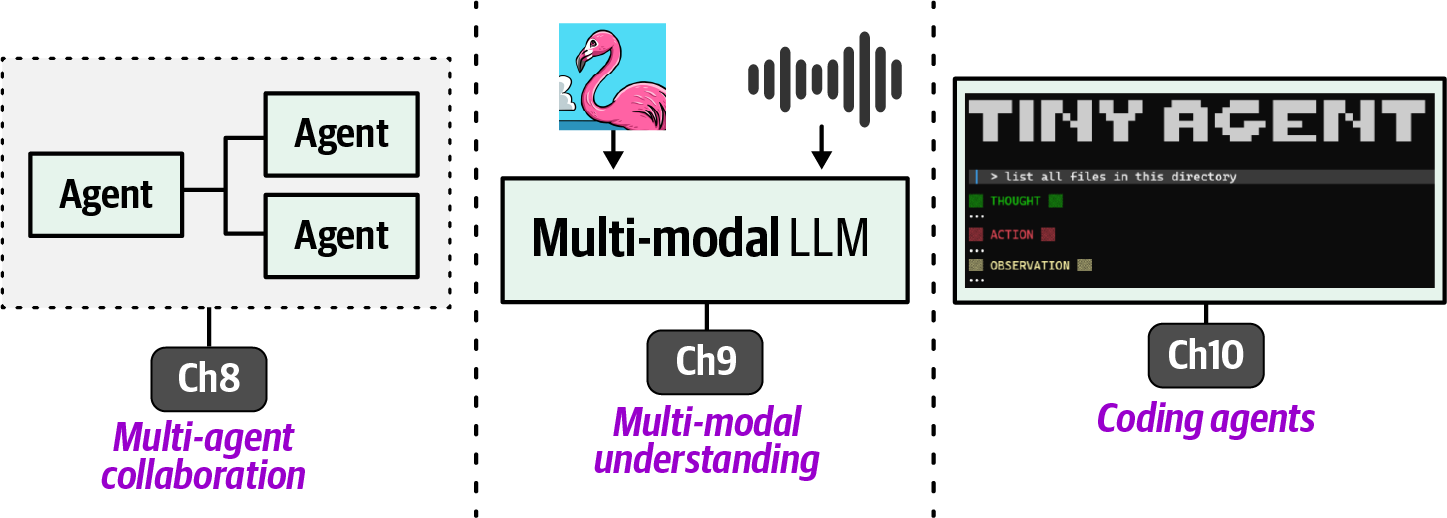 Agent
Agent
Agent
Ch8
Multi-agent
collaboration
Multi-modal LLM
Ch9
Multi-modal
understanding
TINY AGENT
> list all files in this directory
THOUGHT
...
ACTION
...
OBSERVATION
...
Ch10
Coding agents